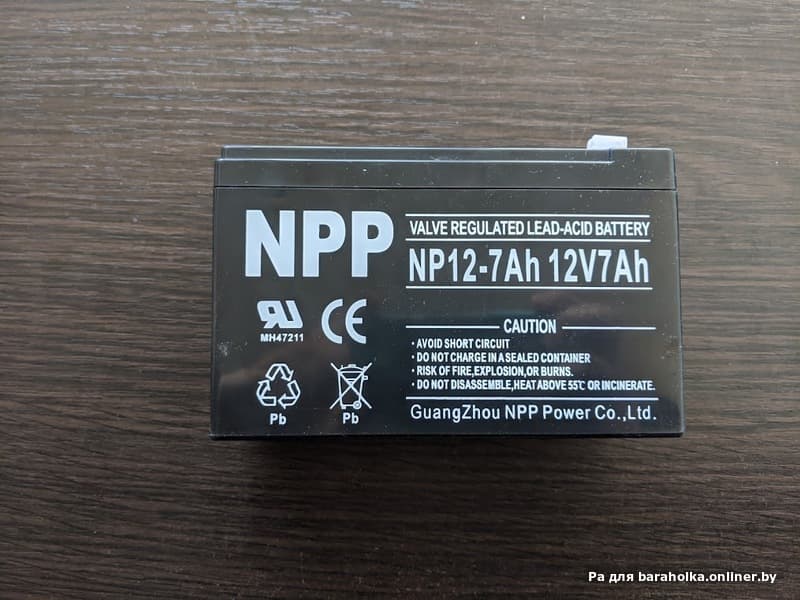 NPP
VALVE REGULATED LEAD-ACID BATTERY
NP12-7Ah 12V7Ah
MH47211
CE
CAUTION
· AVOID SHORT CIRCUIT
· DO NOT CHARGE IN A SEALED CONTAINER
· RISK OF FIRE,EXPLOSION,OR BURNS.
· DO NOT DISASSEMBLE,HEAT ABOVE 55℃ OR INCINERATE.
Pb
Pb
GuangZhou NPP Power Co.,Ltd.
Ра для baraholka.onliner.by